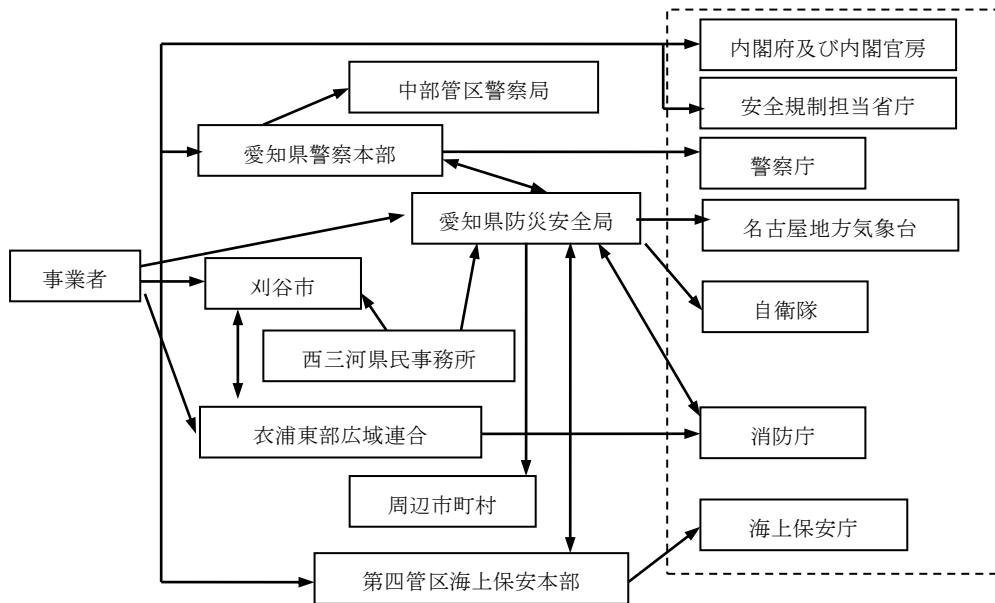 内閣府及び内閣官房
中部管区警察局
安全規制担当省庁
愛知県警察本部
警察庁
愛知県防災安全局
名古屋地方気象台
事業者
刈谷市
自衛隊
西三河県民事務所
衣浦東部広域連合
消防庁
周辺市町村
海上保安庁
第四管区海上保安本部